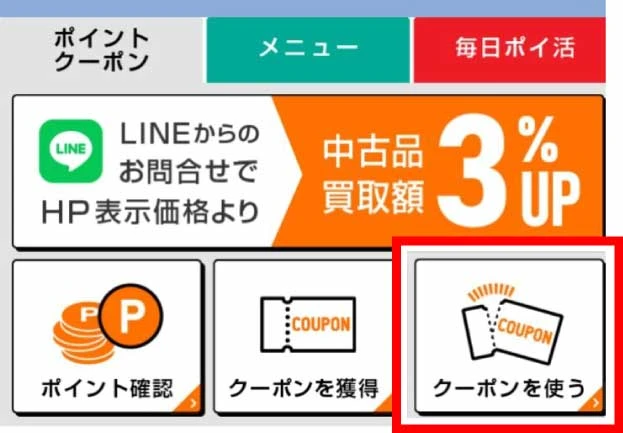 ポイント
クーポン
メニュー
毎日ポイ活
LINE
LINEからの
お問合せで
HP表示価格より
中古品
買取額
3%
UP
P
P
ポイント確認
COUPON
クーポンを獲得
COUPON
クーポンを使う